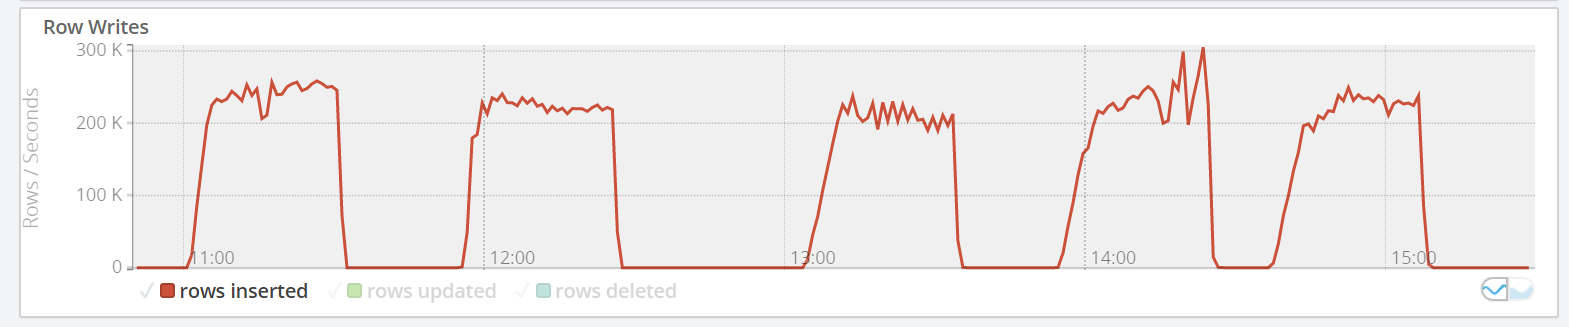 Row Writes
Rows / Seconds
300 K
200 K
100 K
0
11:00 12:00 13:00 14:00 15:00
✓ rows inserted ✓ rows updated ✓ rows deleted